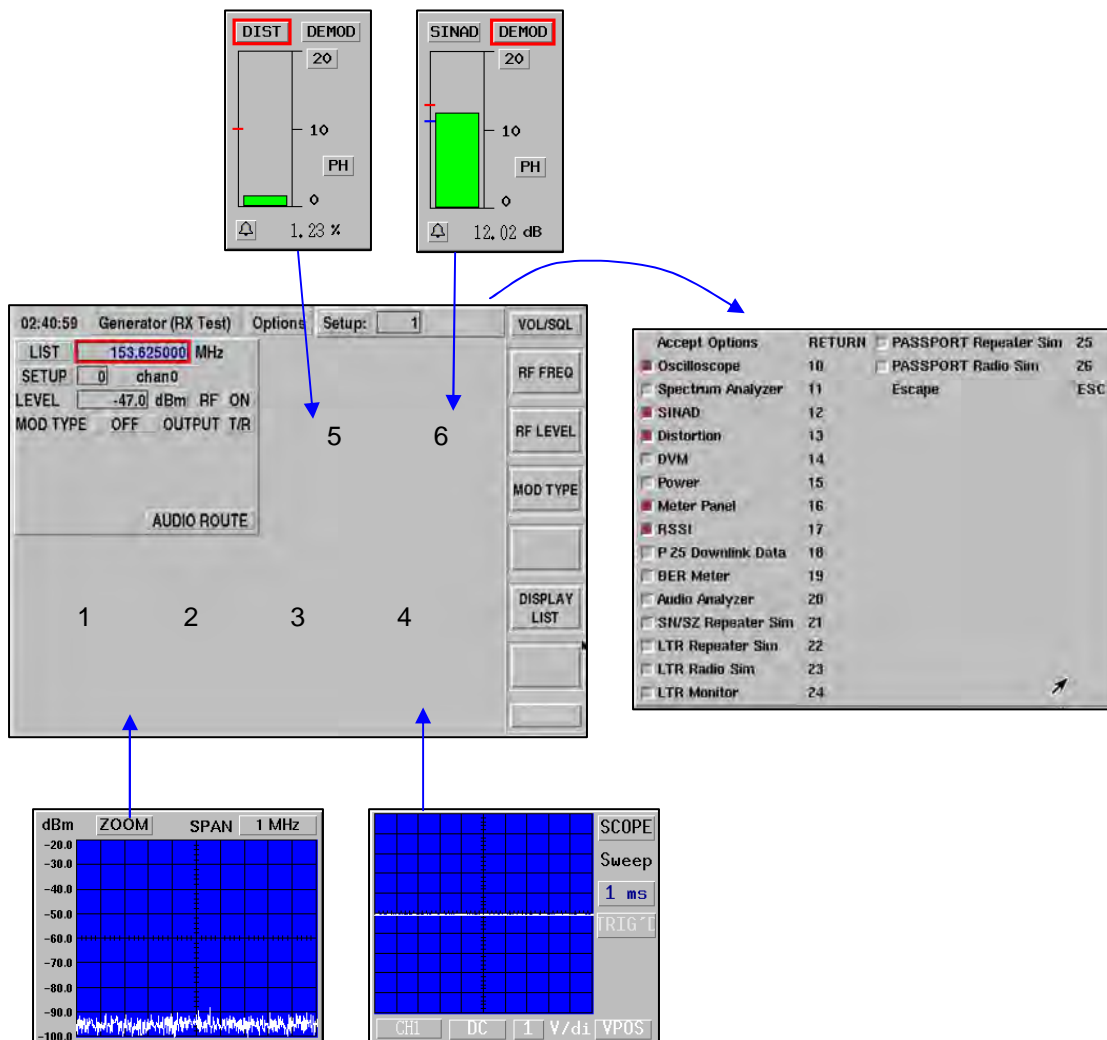 DIST DEMOD
20
10
PH
0
1.23 %
SINAD DEMOD
20
10
PH
0
12.02 dB
02:40:59 Generator (RX Test) Options Setup: 1
LIST 153.625000 MHz
SETUP 0 chan0
LEVEL -47.0 dBm RF ON
MOD TYPE OFF OUTPUT T/R
AUDIO ROUTE
5 6
1 2 3 4
VOL/SQL
RF FREQ
RF LEVEL
MOD TYPE
DISPLAY
LIST
Accept Options RETURN PASSPORT Repeater Sim 25
Oscilloscope 10 PASSPORT Radio Sim 26
Spectrum Analyzer 11 Escape ESC
SINAD 12
Distortion 13
DVM 14
Power 15
Meter Panel 16
RSSI 17
P 25 Downlink Data 18
BER Meter 19
Audio Analyzer 20
SN/SZ Repeater Sim 21
LTR Repeater Sim 22
LTR Radio Sim 23
LTR Monitor 24
dBm ZOOM SPAN 1 MHz
-20.0
-30.0
-40.0
-50.0
-60.0
-70.0
-80.0
-90.0
-100.0
SCOPE
Sweep
1 ms
TRIG'D
CH1 DC 1 V/di VPOS